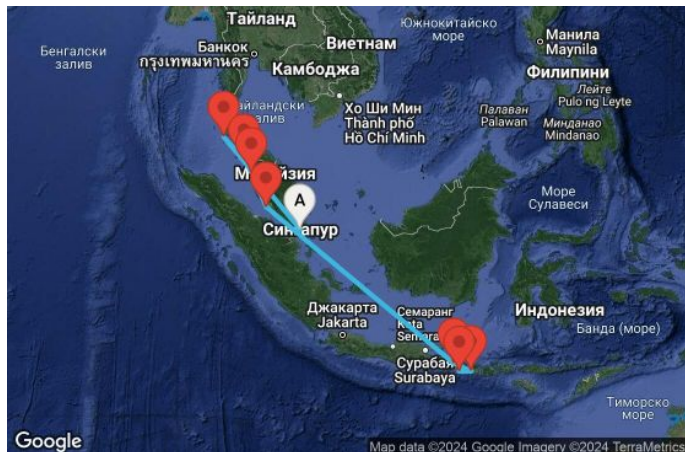 Тайланд
Бенгалски
залив
Банкок
กรุงเทพมหานคร
Виетнам
Камбоджа
Южнокитайско
море
Манила
Maynila
Филипини
Лейте
Pulo ng Leyte
Палаван
Palawan
Минданао
Mindanao
Хо Ши Мин
Thành phố
Hồ Chí Minh
залив
A
Сингапур
Море
Сулавеси
Джакарта
Jakarta
Семаранг
Kota
Сурабая
Surabaya
Индонезия
Банда (море)
Тиморско
море
Google
Map data ©2024 Google Imagery ©2024 TerraMetrics